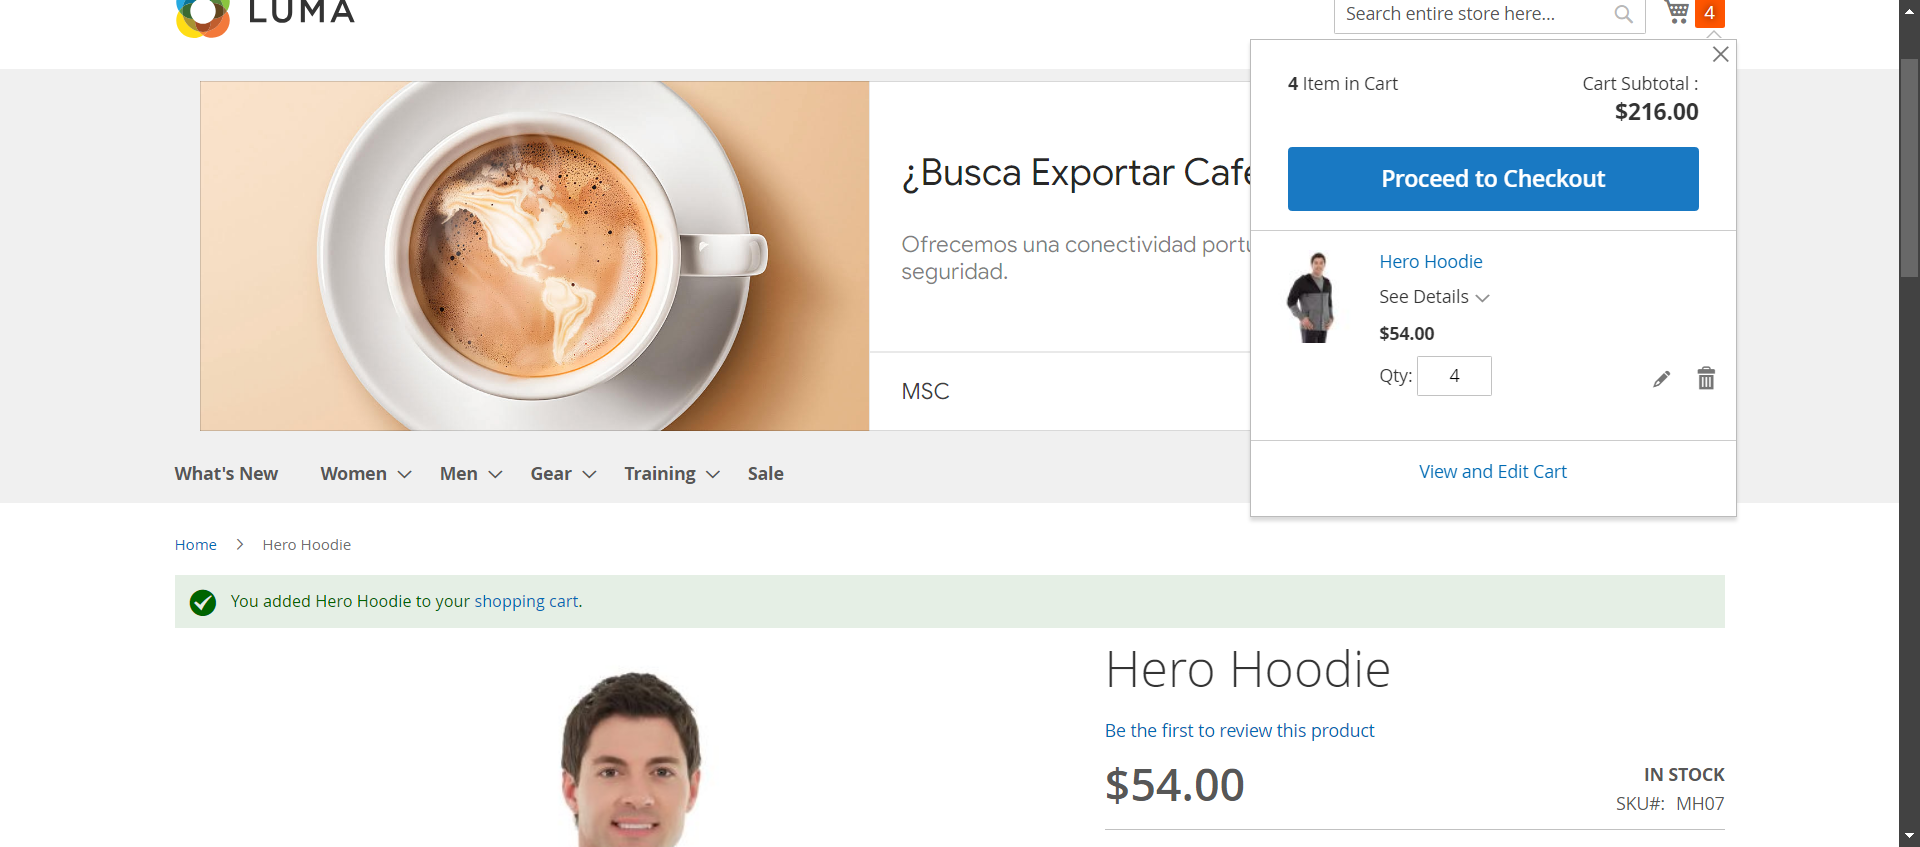 LUMA
Search entire store here...
4
4 Item in Cart
Cart Subtotal :
$216.00
Proceed to Checkout
Hero Hoodie
See Details
$54.00
Qty: 4
View and Edit Cart
¿Busca Exportar
Ofrecemos una conectividad
seguridad.
MSC
What's New Women Men Gear Training Sale
Home Hero Hoodie
You added Hero Hoodie to your shopping cart.
Hero Hoodie
Be the first to review this product
$54.00
IN STOCK
SKU#: MH07